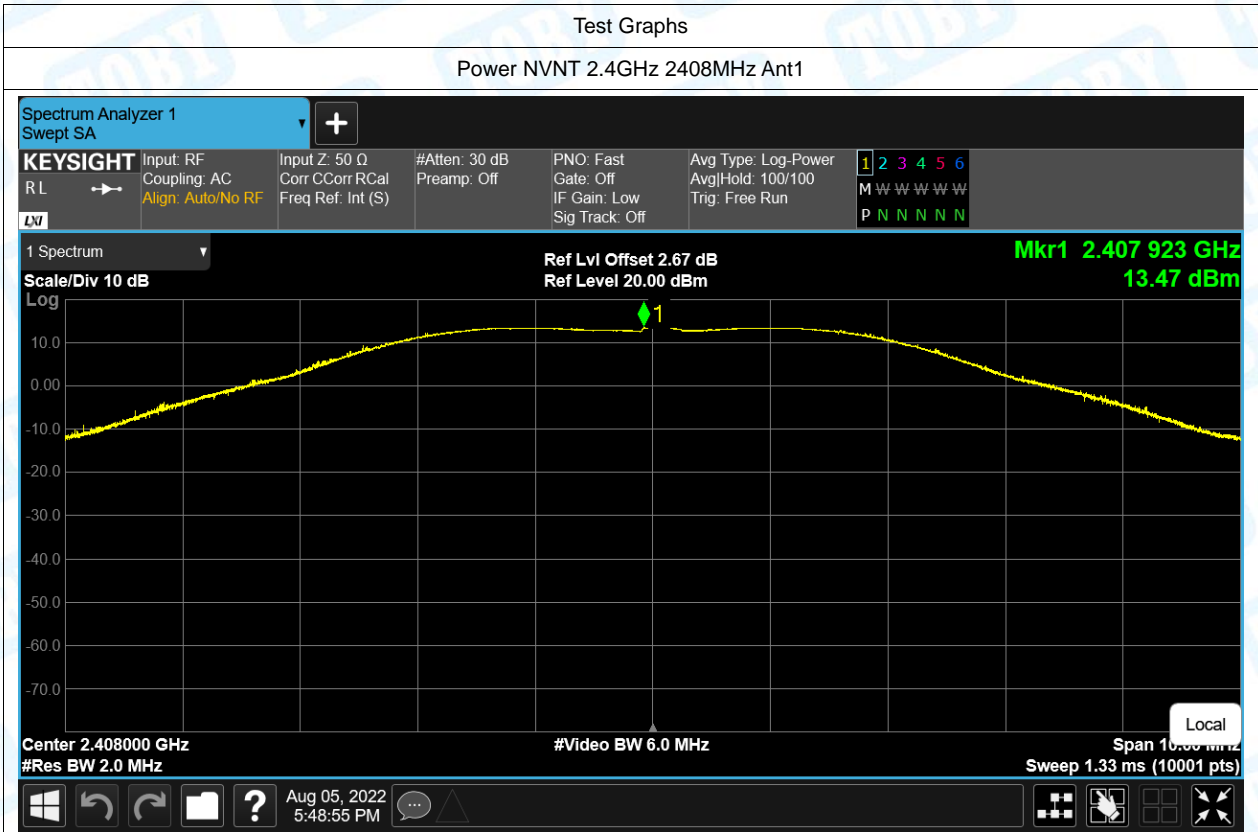 Test Graphs
Power NVNT 2.4GHz 2408MHz Ant1
Spectrum Analyzer 1
Swept SA
KEYSIGHT
R L
LXI
Input: RF
Coupling: AC
Align: Auto/No RF
Input Z: 50 Ω
Corr CCorr RCal
Freq Ref: Int (S)
#Atten: 30 dB
Preamp: Off
PNO: Fast
Gate: Off
IF Gain: Low
Sig Track: Off
Avg Type: Log-Power
Avg|Hold: 100/100
Trig: Free Run
1 2 3 4 5 6
M W W W W W
P N N N N N
1 Spectrum
Scale/Div 10 dB
Log
Ref Lvl Offset 2.67 dB
Ref Level 20.00 dBm
Mkr1 2.407 923 GHz
13.47 dBm
1
10.0
0.00
-10.0
-20.0
-30.0
-40.0
-50.0
-60.0
-70.0
Local
Center 2.408000 GHz
#Video BW 6.0 MHz
Span 10.00 MHz
#Res BW 2.0 MHz
Sweep 1.33 ms (10001 pts)
?
Aug 05, 2022
5:48:55 PM
TOBY